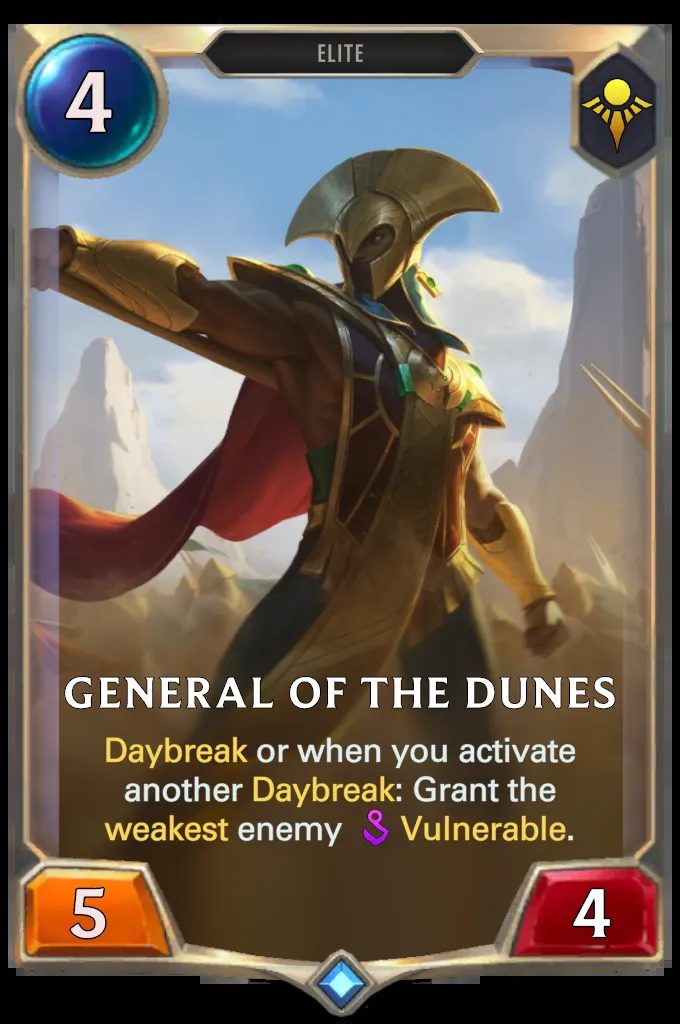 ELITE
4
GENERAL OF THE DUNES
Daybreak or when you activate
another Daybreak: Grant the
weakest enemy Vulnerable.
5
4